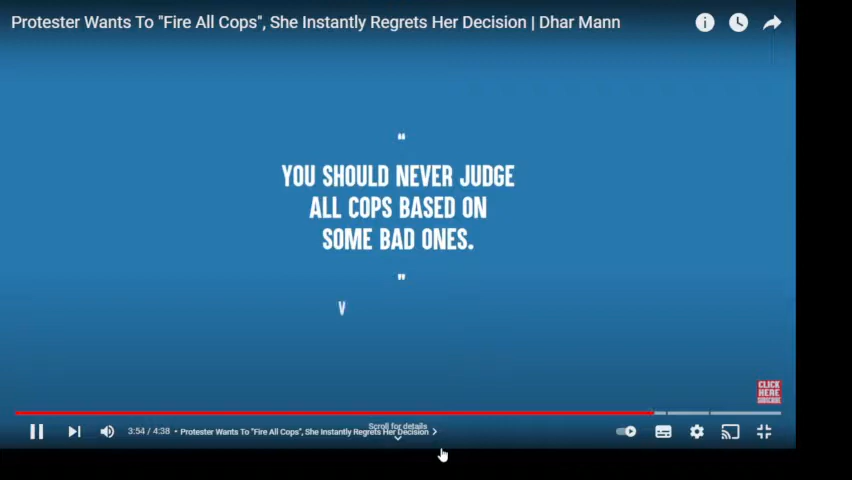 Protester Wants To "Fire All Cops", She Instantly Regrets Her Decision | Dhar Mann
“
YOU SHOULD NEVER JUDGE
ALL COPS BASED ON
SOME BAD ONES.
”
V
CLICK
HERE
SUBSCRIBE
Scroll for details
3:54 / 4:38 • Protester Wants To "Fire All Cops", She Instantly Regrets Her Decision